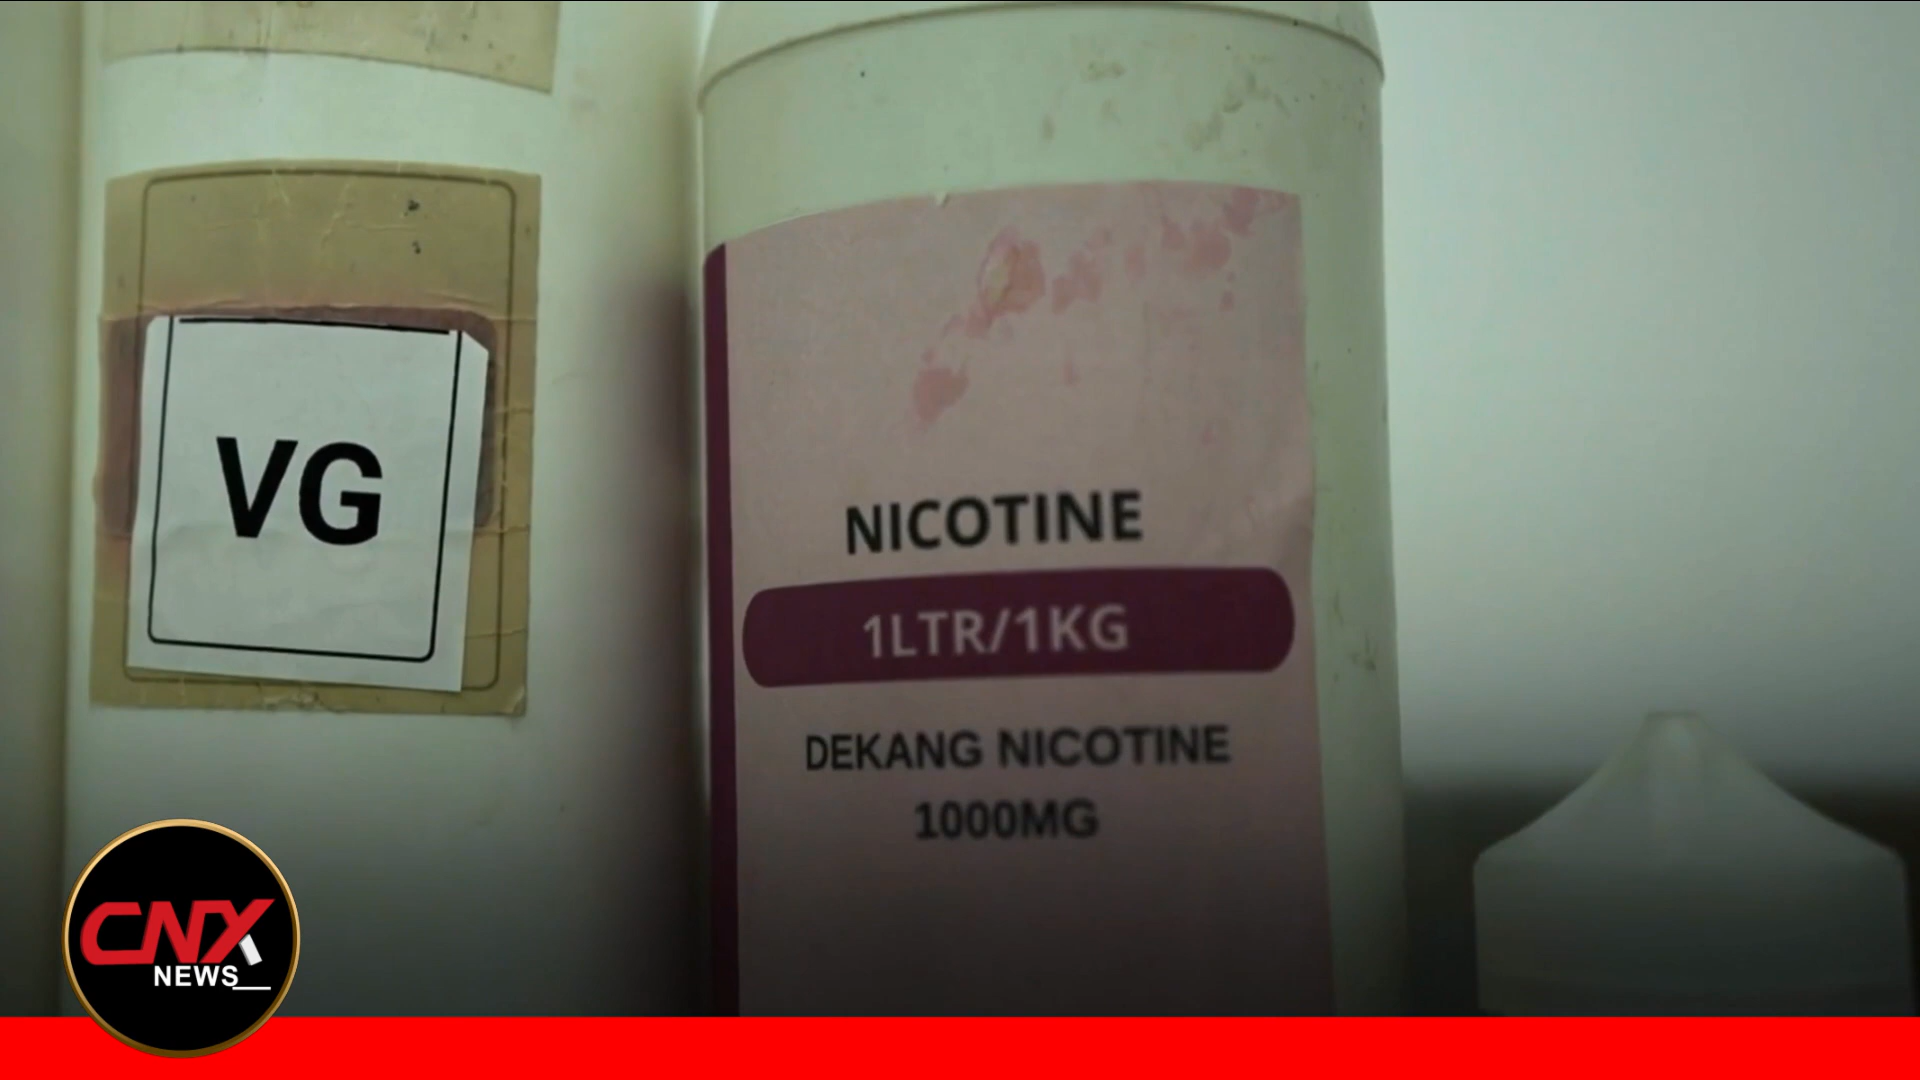 VG
NICOTINE
1LTR/1KG
DEKANG NICOTINE
1000MG
CNX
NEWS